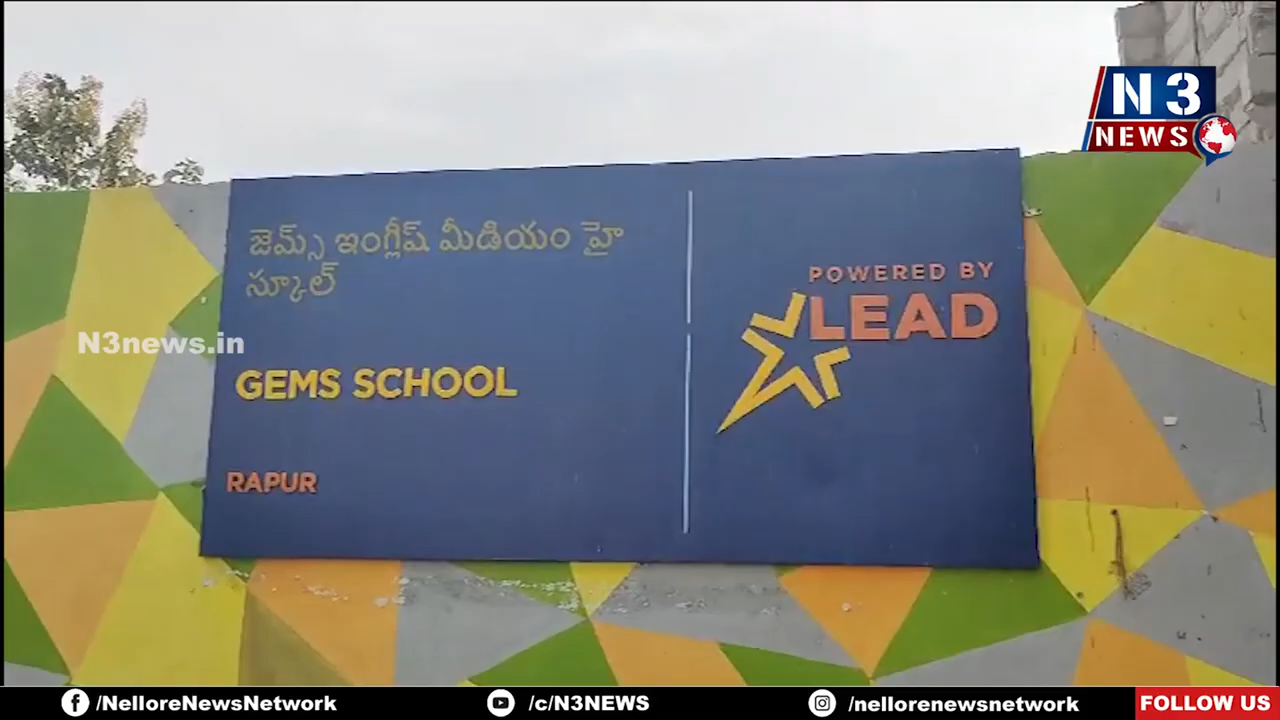 N3
NEWS
జెమ్స్ ఇంగ్లీష్ మీడియం హై
స్కూల్
POWERED BY
LEAD
N3news.in
GEMS SCHOOL
RAPUR
/NelloreNewsNetwork
/c/N3NEWS
/nellorenewsnetwork
FOLLOW US